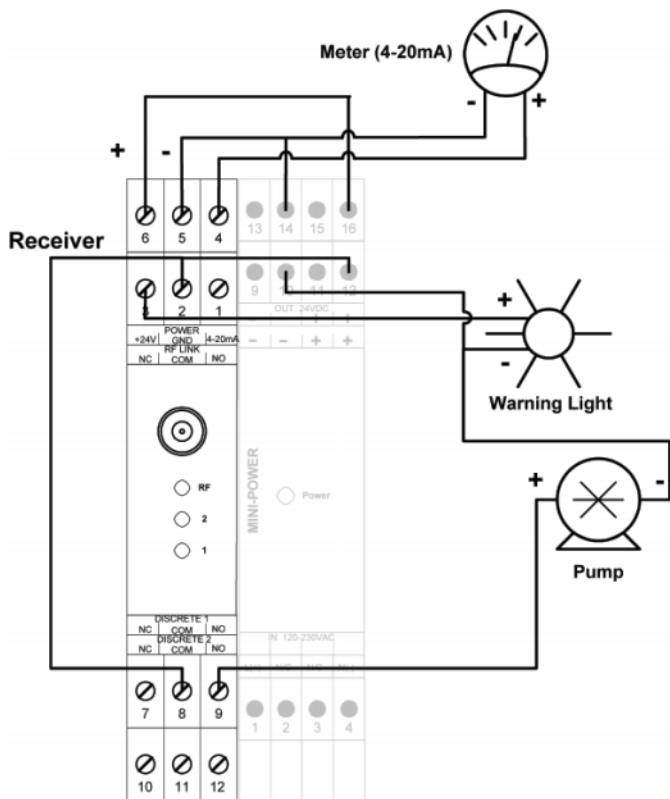 Meter (4-20mA)
- +
+ -
6 5 4 13 14 15 16
Receiver
3 2 1 9 10 11 12
OUT 24VDC
POWER
+24V GND 4-20mA
- - + +
RF LINK
NC COM NO
+
-
Warning Light
RF
2
1
MINI-POWER
Power
+ -
Pump
DISCRETE 1
NC COM NO
IN 120-230VAC
DISCRETE 2
NC COM NO
7 8 9 1 2 3 4
10 11 12